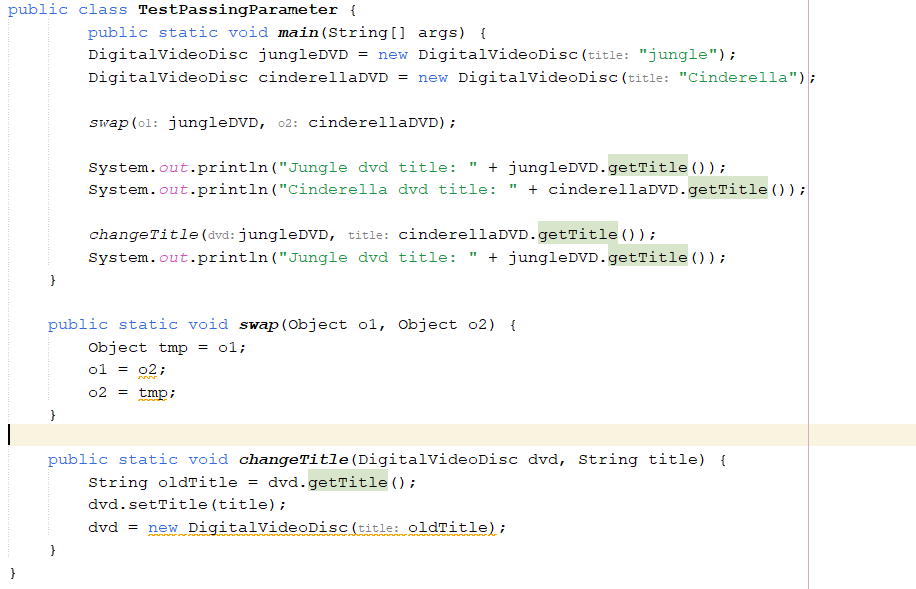 public class TestPassingParameter {
public static void main(String[] args) {
DigitalVideoDisc jungleDVD = new DigitalVideoDisc(title: "jungle");
DigitalVideoDisc cinderellaDVD = new DigitalVideoDisc(title: "Cinderella");
swap(o1: jungleDVD, o2: cinderellaDVD);
System.out.println("Jungle dvd title: " + jungleDVD.getTitle());
System.out.println("Cinderella dvd title: " + cinderellaDVD.getTitle());
changeTitle(dvd: jungleDVD, title: cinderellaDVD.getTitle());
System.out.println("Jungle dvd title: " + jungleDVD.getTitle());
}
public static void swap(Object o1, Object o2) {
Object tmp = o1;
o1 = o2;
o2 = tmp;
}
public static void changeTitle(DigitalVideoDisc dvd, String title) {
String oldTitle = dvd.getTitle();
dvd.setTitle(title);
dvd = new DigitalVideoDisc(title: oldTitle);
}
}